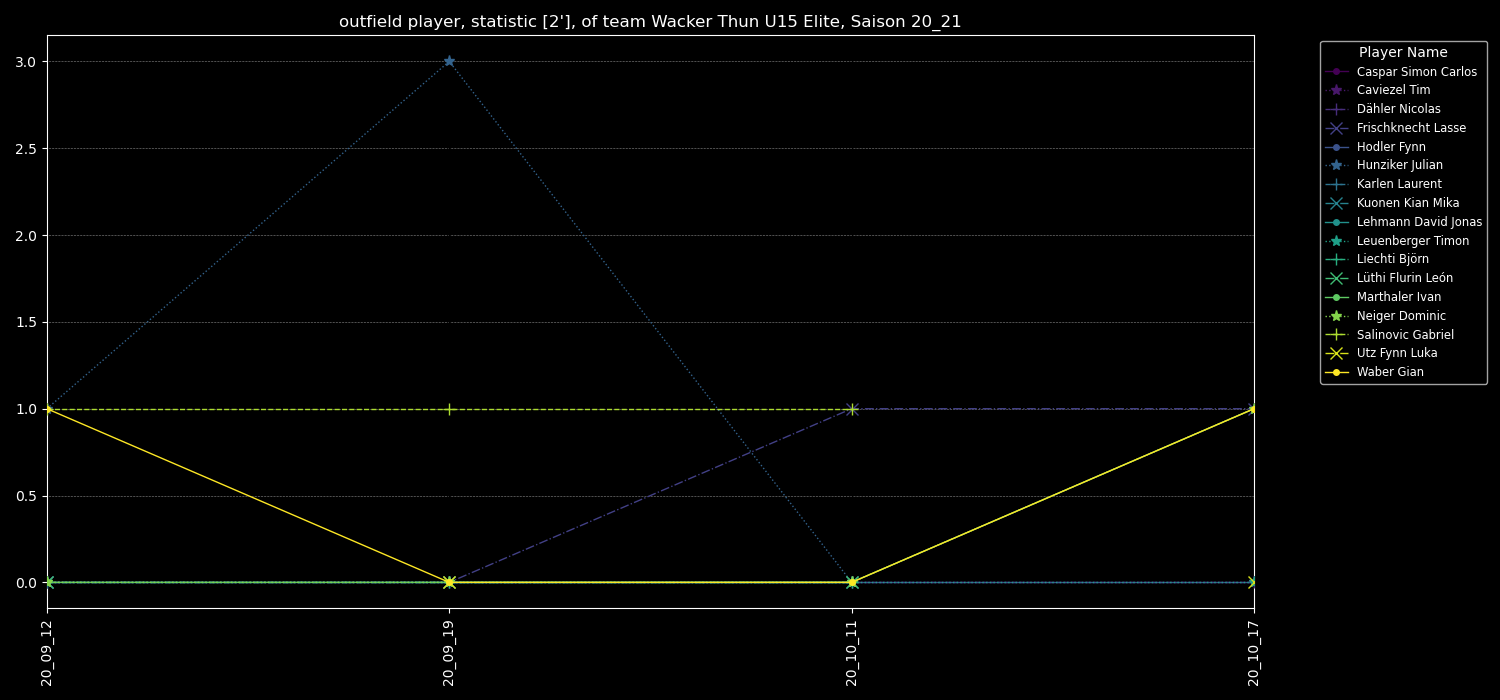 outfield player, statistic [2'], of team Wacker Thun U15 Elite, Saison 20_21
3.0
2.5
2.0
1.5
1.0
0.5
0.0
20_09_12
20_09_19
20_10_11
20_10_17
Player Name
Caspar Simon Carlos
Caviezel Tim
Dähler Nicolas
Frischknecht Lasse
Hodler Fynn
Hunziker Julian
Karlen Laurent
Kuonen Kian Mika
Lehmann David Jonas
Leuenberger Timon
Liechti Björn
Lüthi Flurin León
Marthaler Ivan
Neiger Dominic
Salinovic Gabriel
Utz Fynn Luka
Waber Gian